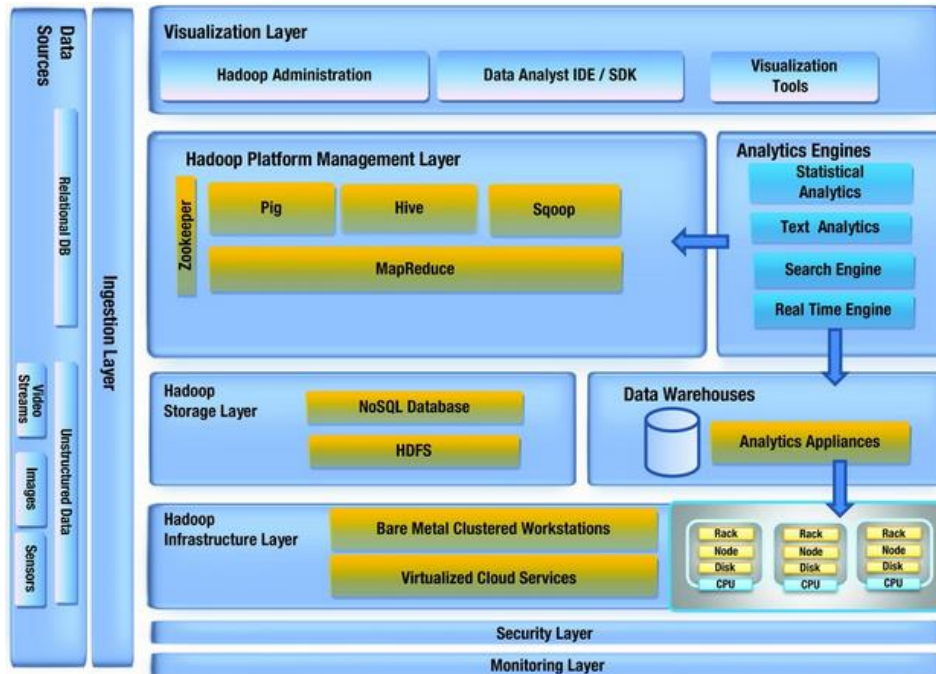 Data
Sources
Relational DB
Unstructured Data
Video
Streams
Images
Sensors
Ingestion Layer
Visualization Layer
Hadoop Administration
Data Analyst IDE / SDK
Visualization
Tools
Hadoop Platform Management Layer
Zookeeper
Pig
Hive
Sqoop
MapReduce
Analytics Engines
Statistical
Analytics
Text Analytics
Search Engine
Real Time Engine
Hadoop
Storage Layer
NoSQL Database
HDFS
Data Warehouses
Analytics Appliances
Hadoop
Infrastructure Layer
Bare Metal Clustered Workstations
Virtualized Cloud Services
Rack
Node
Disk
CPU
Rack
Node
Disk
CPU
Rack
Node
Disk
CPU
Security Layer
Monitoring Layer